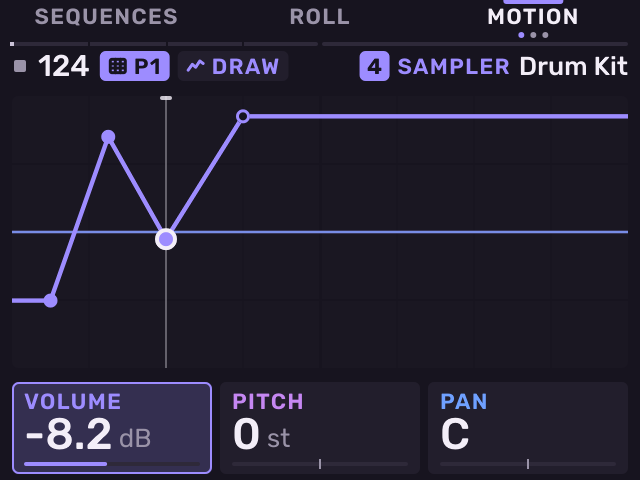 SEQUENCES ROLL MOTION
124 P1 DRAW 4 SAMPLER Drum Kit
VOLUME PITCH PAN
-8.2 dB 0 st C